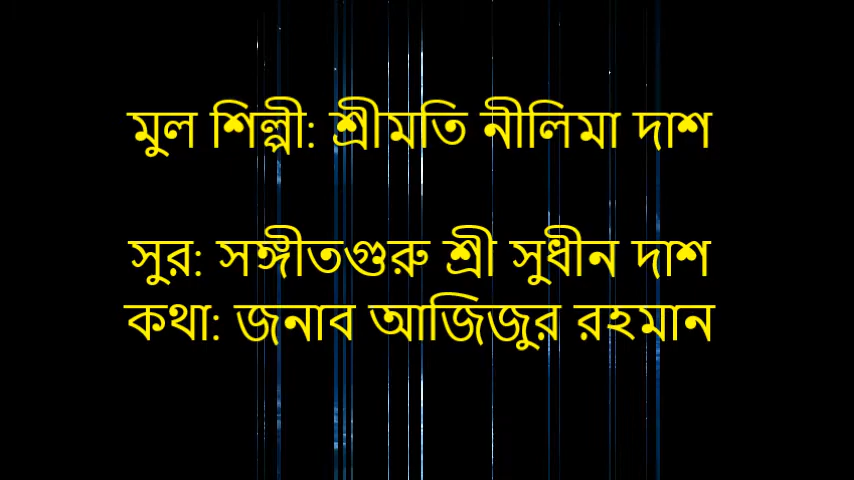 মুল শিল্পী: শ্রীমতি নীলিমা দাশ
সুর: সঙ্গীতগুরু শ্রী সুধীন দাশ
কথা: জনাব আজিজুর রহমান